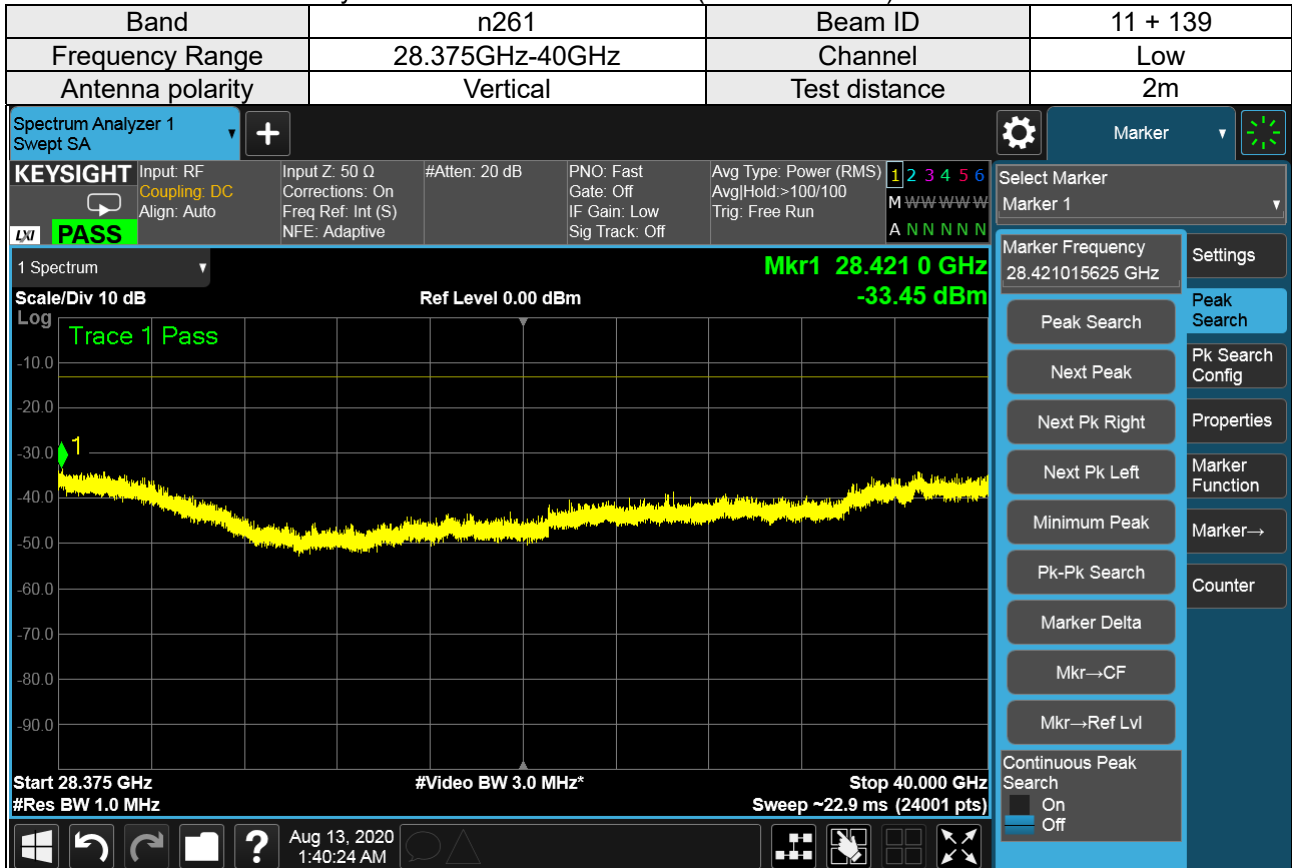 Band n261 Beam ID 11 + 139
Frequency Range 28.375GHz-40GHz Channel Low
Antenna polarity Vertical Test distance 2m
Spectrum Analyzer 1
Swept SA
+
Marker
KEYSIGHT
LXI
PASS
Input: RF
Coupling: DC
Align: Auto
Input Z: 50 Ω
Corrections: On
Freq Ref: Int (S)
NFE: Adaptive
#Atten: 20 dB
PNO: Fast
Gate: Off
IF Gain: Low
Sig Track: Off
Avg Type: Power (RMS)
Avg|Hold:>100/100
Trig: Free Run
1 2 3 4 5 6
M W W W W W
A N N N N N
Select Marker
Marker 1
1 Spectrum
Mkr1 28.421 0 GHz
-33.45 dBm
Scale/Div 10 dB
Ref Level 0.00 dBm
Log
Trace 1 Pass
-10.0
-20.0
-30.0
1
-40.0
-50.0
-60.0
-70.0
-80.0
-90.0
Start 28.375 GHz
#Video BW 3.0 MHz*
Stop 40.000 GHz
#Res BW 1.0 MHz
Sweep ~22.9 ms (24001 pts)
Marker Frequency
28.421015625 GHz
Peak Search
Next Peak
Next Pk Right
Next Pk Left
Minimum Peak
Pk-Pk Search
Marker Delta
Mkr→CF
Mkr→Ref Lvl
Continuous Peak
Search
On
Off
Settings
Peak
Search
Pk Search
Config
Properties
Marker
Function
Marker→
Counter
?
Aug 13, 2020
1:40:24 AM